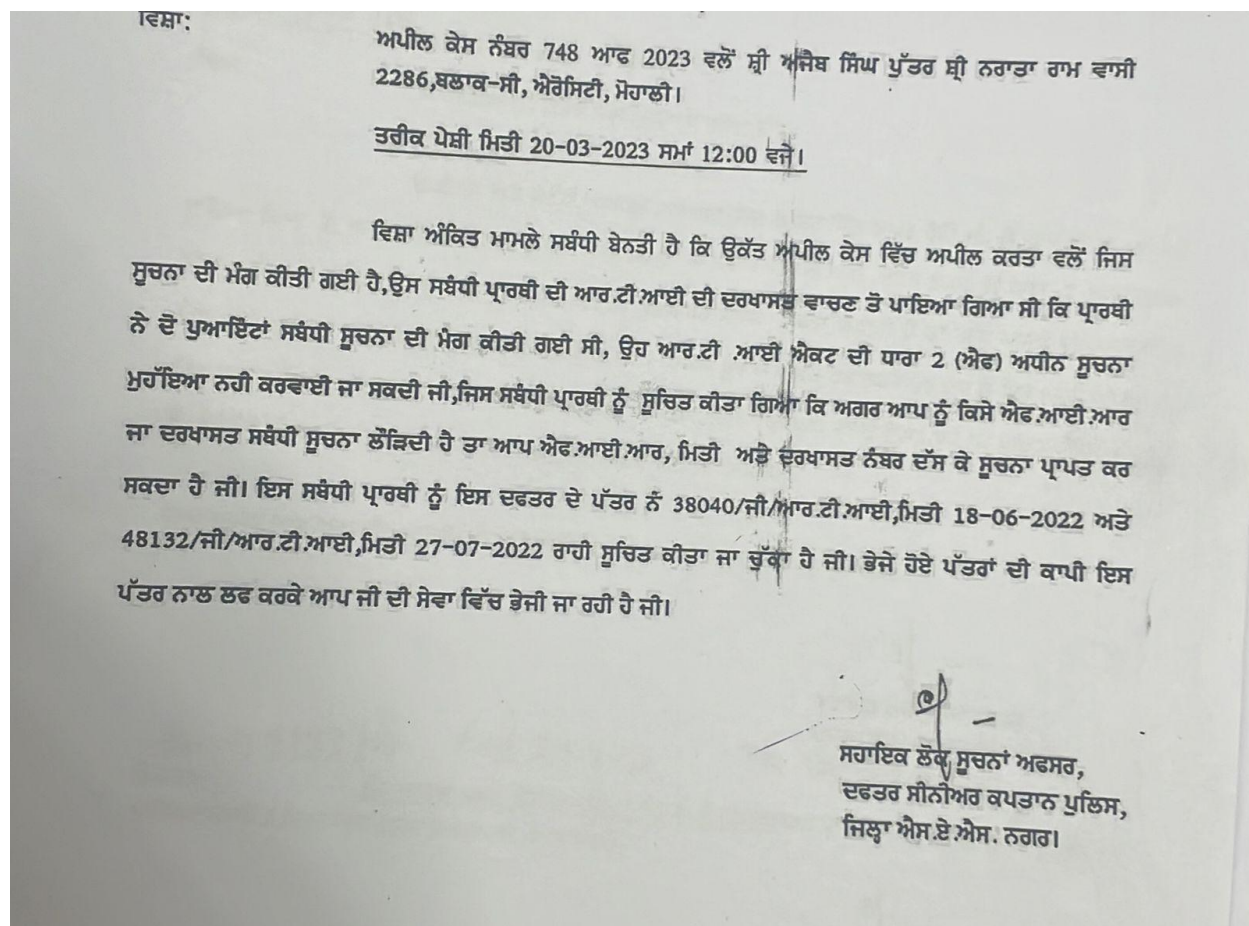 ਵਿਸ਼ਾ:
ਅਪੀਲ ਕੇਸ ਨੰਬਰ 748 ਆਫ 2023 ਵਲੋਂ ਸ਼੍ਰੀ ਅਜੈਬ ਸਿੰਘ ਪੁੱਤਰ ਸ਼੍ਰੀ ਨਰਾਤਾ ਰਾਮ ਵਾਸੀ
2286,ਬਲਾਕ-ਸੀ, ਐਰੋਸਿਟੀ, ਮੋਹਾਲੀ।
ਤਰੀਕ ਪੇਸ਼ੀ ਮਿਤੀ 20-03-2023 ਸਮਾਂ 12:00 ਵਜੇ।
ਵਿਸ਼ਾ ਅੰਕਿਤ ਮਾਮਲੇ ਸਬੰਧੀ ਬੇਨਤੀ ਹੈ ਕਿ ਉਕੱਤ ਅਪੀਲ ਕੇਸ ਵਿੱਚ ਅਪੀਲ ਕਰਤਾ ਵਲੋਂ ਜਿਸ
ਸੂਚਨਾ ਦੀ ਮੰਗ ਕੀਤੀ ਗਈ ਹੈ,ਉਸ ਸਬੰਧੀ ਪ੍ਰਾਰਥੀ ਦੀ ਆਰ.ਟੀ.ਆਈ ਦੀ ਦਰਖਾਸਤ ਵਾਚਣ ਤੋਂ ਪਾਇਆ ਗਿਆ ਸੀ ਕਿ ਪ੍ਰਾਰਥੀ
ਨੇ ਦੋ ਪੁਆਇੰਟਾਂ ਸਬੰਧੀ ਸੂਚਨਾ ਦੀ ਮੰਗ ਕੀਤੀ ਗਈ ਸੀ, ਉਹ ਆਰ.ਟੀ .ਆਈ ਐਕਟ ਦੀ ਧਾਰਾ 2 (ਐਫ) ਅਧੀਨ ਸੂਚਨਾ
ਮੁਹੱਇਆ ਨਹੀ ਕਰਵਾਈ ਜਾ ਸਕਦੀ ਜੀ,ਜਿਸ ਸਬੰਧੀ ਪ੍ਰਾਰਥੀ ਨੂੰ ਸੂਚਿਤ ਕੀਤਾ ਗਿਆ ਕਿ ਅਗਰ ਆਪ ਨੂੰ ਕਿਸੇ ਐਫ.ਆਈ.ਆਰ
ਜਾ ਦਰਖਾਸਤ ਸਬੰਧੀ ਸੂਚਨਾ ਲੋੜਿਦੀ ਹੈ ਤਾ ਆਪ ਐਫ.ਆਈ.ਆਰ, ਮਿਤੀ ਅਤੇ ਦਰਖਾਸਤ ਨੰਬਰ ਦੱਸ ਕੇ ਸੂਚਨਾ ਪ੍ਰਾਪਤ ਕਰ
ਸਕਦਾ ਹੈ ਜੀ। ਇਸ ਸਬੰਧੀ ਪ੍ਰਾਰਥੀ ਨੂੰ ਇਸ ਦਫਤਰ ਦੇ ਪੱਤਰ ਨੰ 38040/ਜੀ/ਆਰ.ਟੀ.ਆਈ,ਮਿਤੀ 18-06-2022 ਅਤੇ
48132/ਜੀ/ਆਰ.ਟੀ.ਆਈ,ਮਿਤੀ 27-07-2022 ਰਾਹੀ ਸੂਚਿਤ ਕੀਤਾ ਜਾ ਚੁੱਕਾ ਹੈ ਜੀ। ਭੇਜੇ ਹੋਏ ਪੱਤਰਾਂ ਦੀ ਕਾਪੀ ਇਸ
ਪੱਤਰ ਨਾਲ ਲਫ ਕਰਕੇ ਆਪ ਜੀ ਦੀ ਸੇਵਾ ਵਿੱਚ ਭੇਜੀ ਜਾ ਰਹੀ ਹੈ ਜੀ।
ਸਹਾਇਕ ਲੋਕ ਸੂਚਨਾਂ ਅਫਸਰ,
ਦਫਤਰ ਸੀਨੀਅਰ ਕਪਤਾਨ ਪੁਲਿਸ,
ਜਿਲ੍ਹਾ ਐਸ.ਏ.ਐਸ. ਨਗਰ।